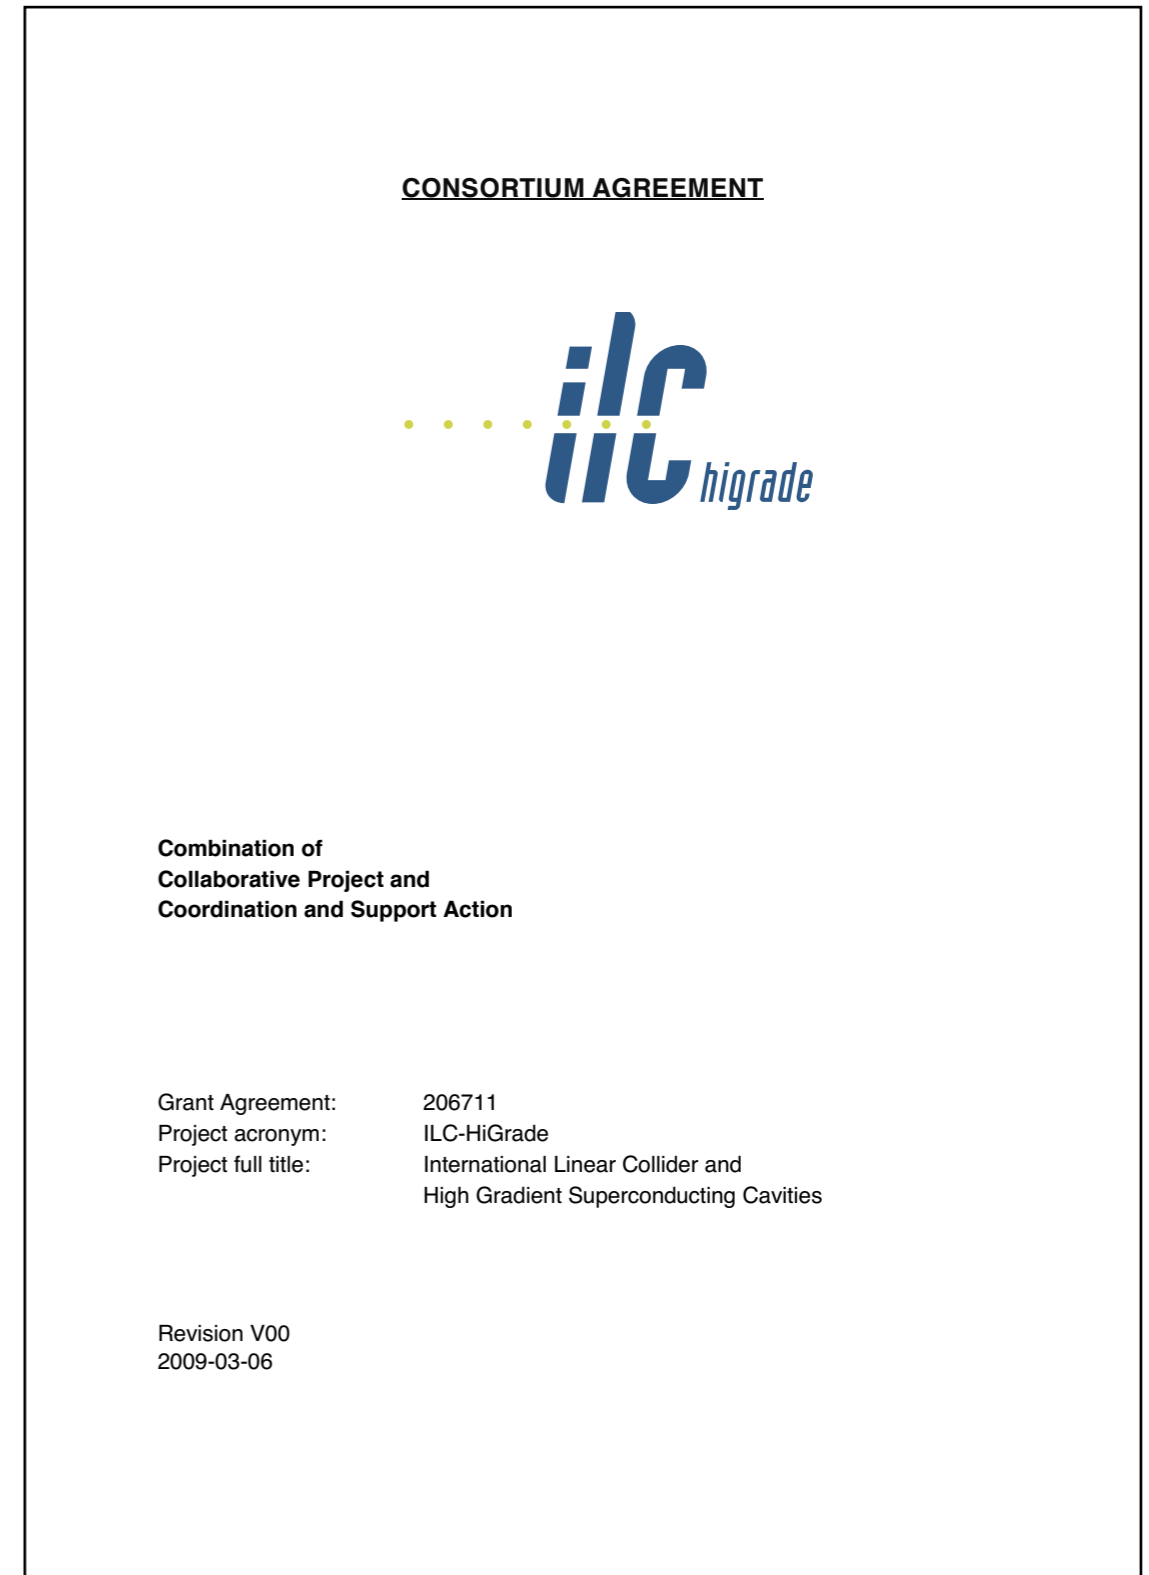 CONSORTIUM AGREEMENT
ilc
higrade
Combination of
Collaborative Project and
Coordination and Support Action
Grant Agreement: 206711
Project acronym: ILC-HiGrade
Project full title: International Linear Collider and
High Gradient Superconducting Cavities
Revision V00
2009-03-06